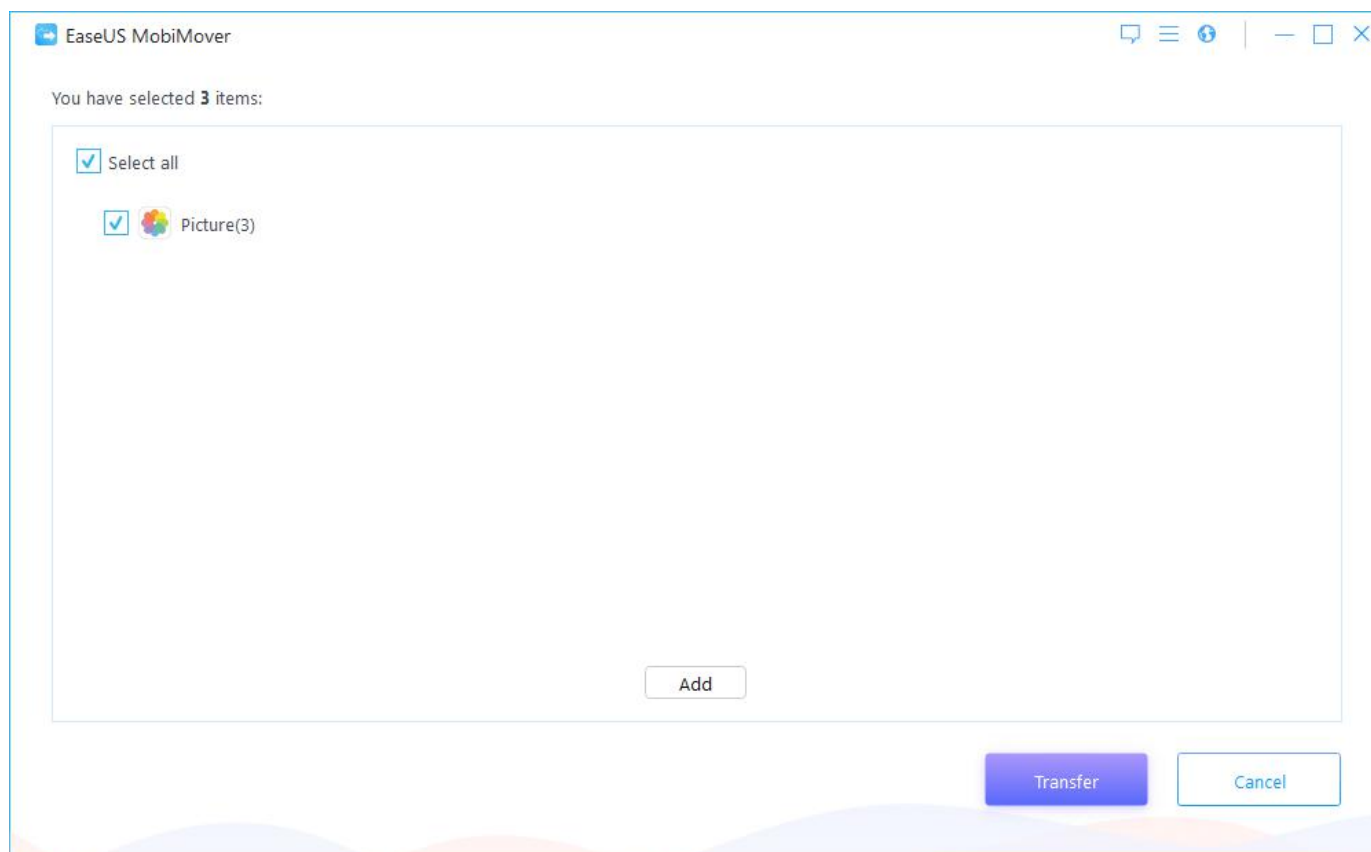 EaseUS MobiMover
You have selected 3 items:
Select all
Picture(3)
Add
Transfer Cancel